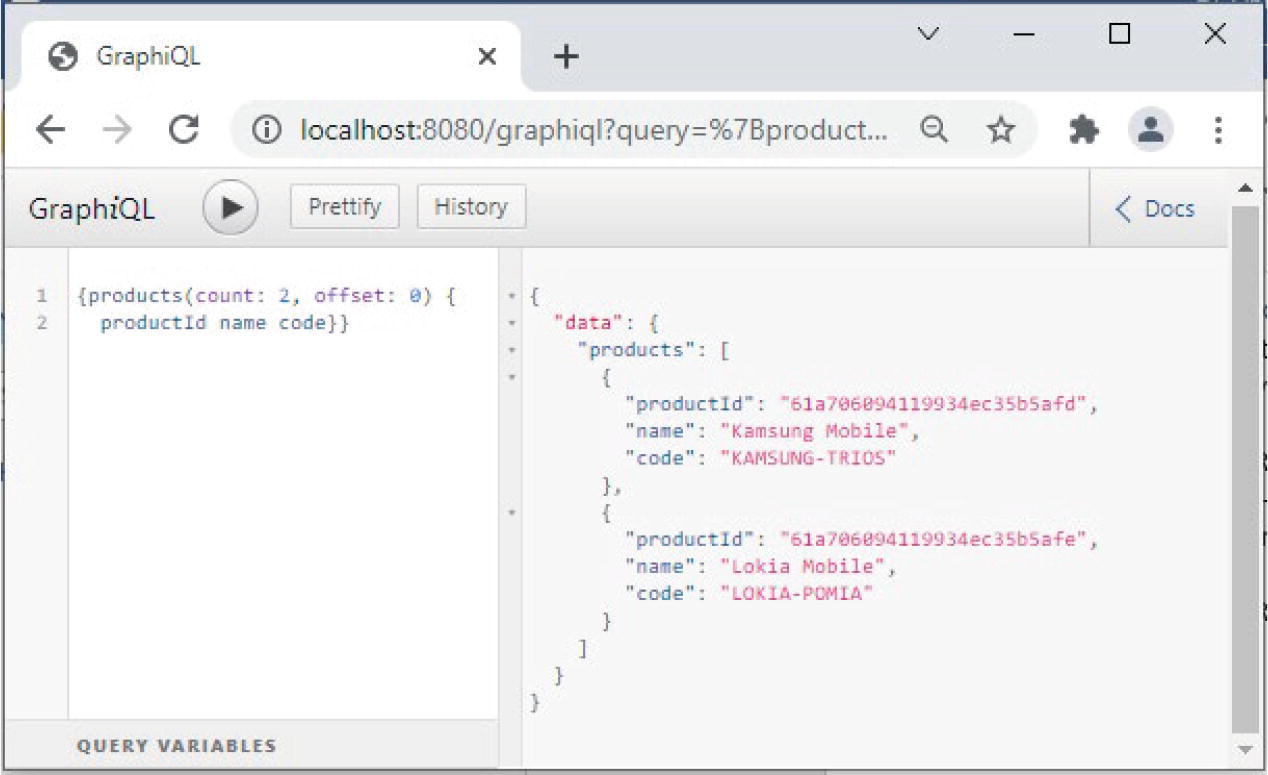 GraphiQL
localhost:8080/graphiql?query=%7Bproduct...
GraphiQL Prettify History Docs
1 {products(count: 2, offset: 0) {
2 productId name code}}
{
"data": {
"products": [
{
"productId": "61a706094119934ec35b5afd",
"name": "Kamsung Mobile",
"code": "KAMSUNG-TRIOS"
},
{
"productId": "61a706094119934ec35b5afe",
"name": "Lokia Mobile",
"code": "LOKIA-POMIA"
}
]
}
}
QUERY VARIABLES